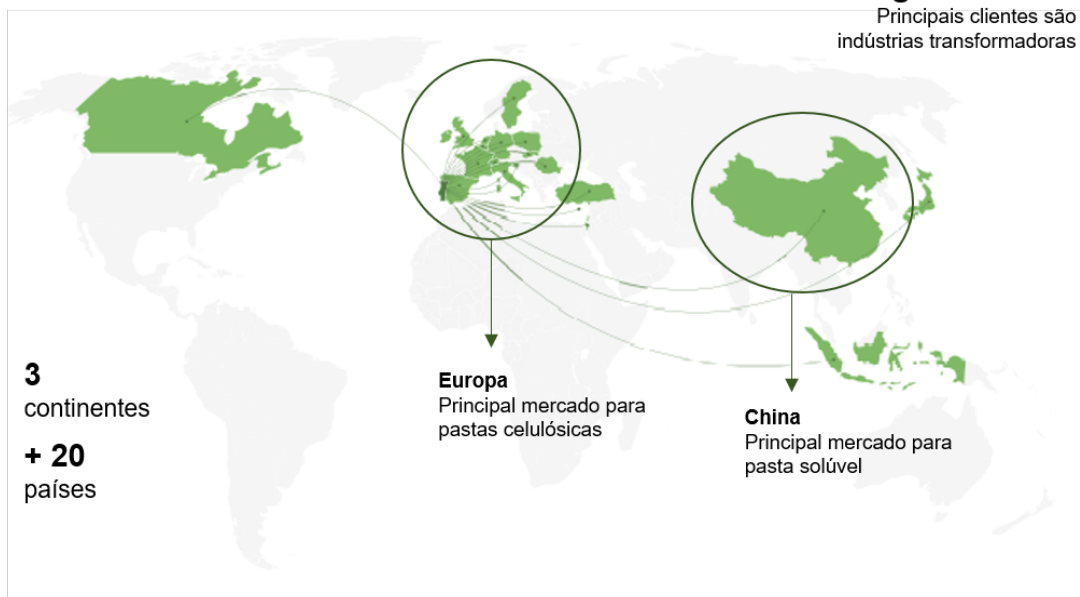 Principais clientes são
indústrias transformadoras
3
continentes
+ 20
países
Europa
Principal mercado para
pastas celulósicas
China
Principal mercado para
pasta solúvel